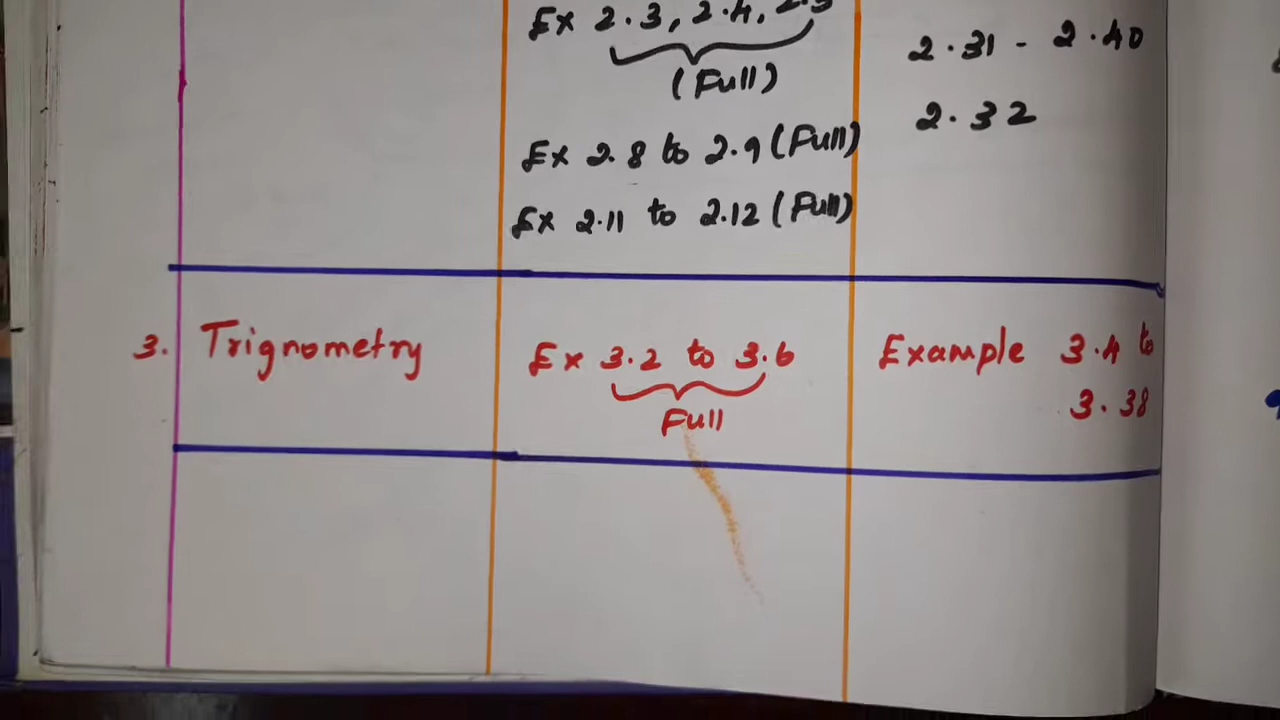 Ex 2.3, 2.4, 2.5
(Full)
Ex 2.8 to 2.9 (Full)
Ex 2.11 to 2.12 (Full)
2.31 - 2.40
2.32
3. Trignometry
Ex 3.2 to 3.6
Full
Example 3.4 to
3.38